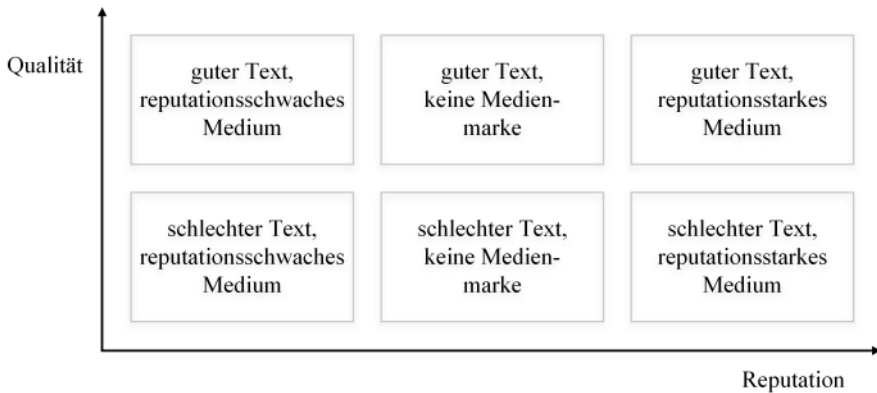 Qualität
guter Text,
reputationsschwaches
Medium
guter Text,
keine Medien-
marke
guter Text,
reputationsstarkes
Medium
schlechter Text,
reputationsschwaches
Medium
schlechter Text,
keine Medien-
marke
schlechter Text,
reputationsstarkes
Medium
Reputation